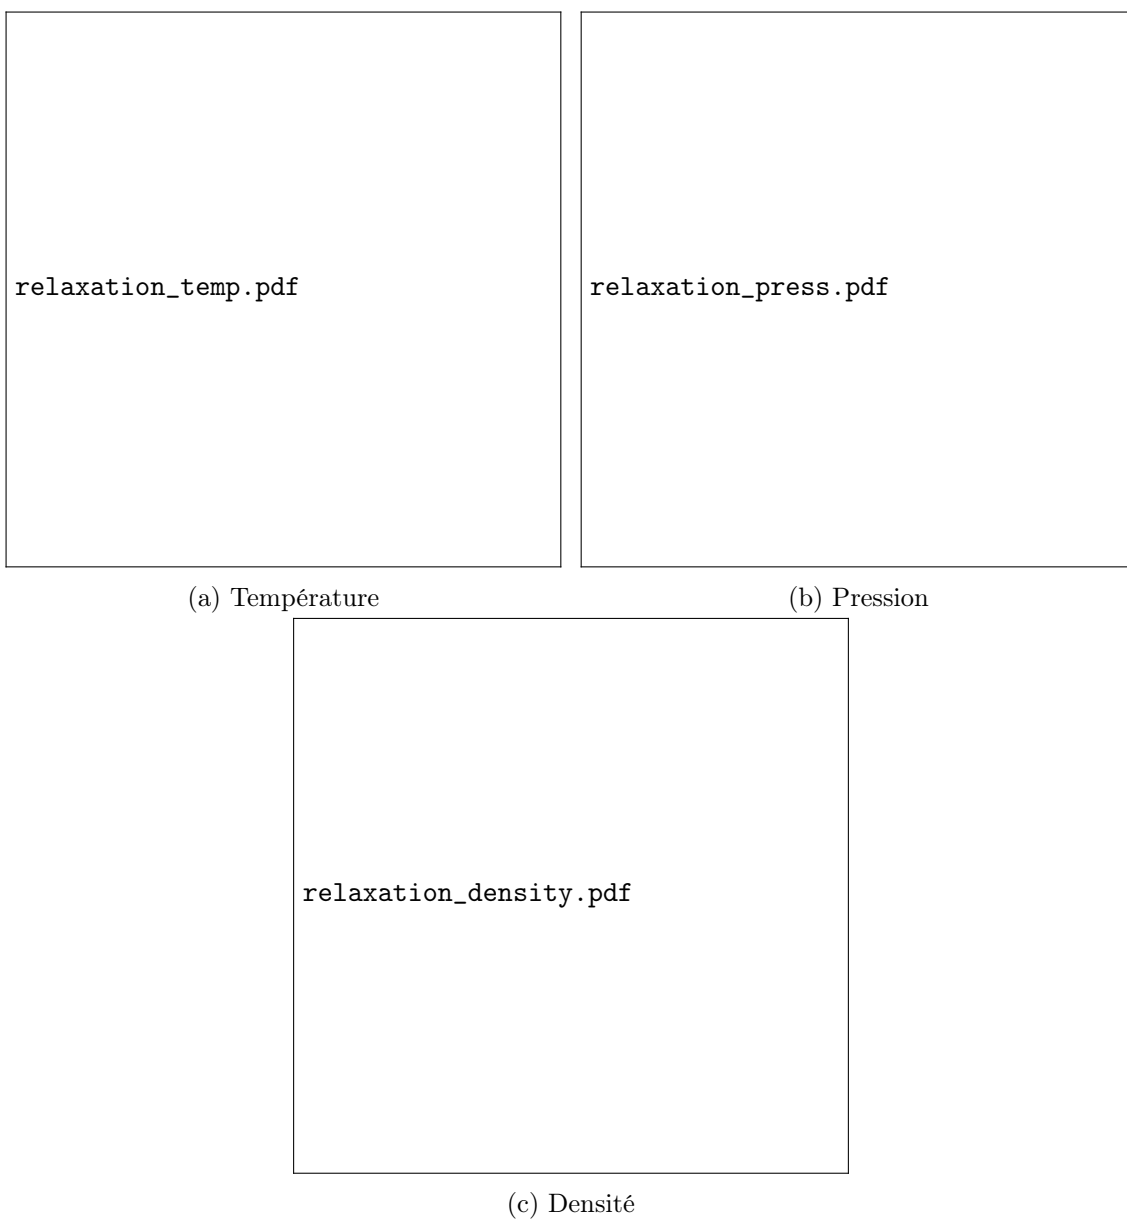 relaxation_temp.pdf
relaxation_press.pdf
(a) Température
(b) Pression
relaxation_density.pdf
(c) Densité